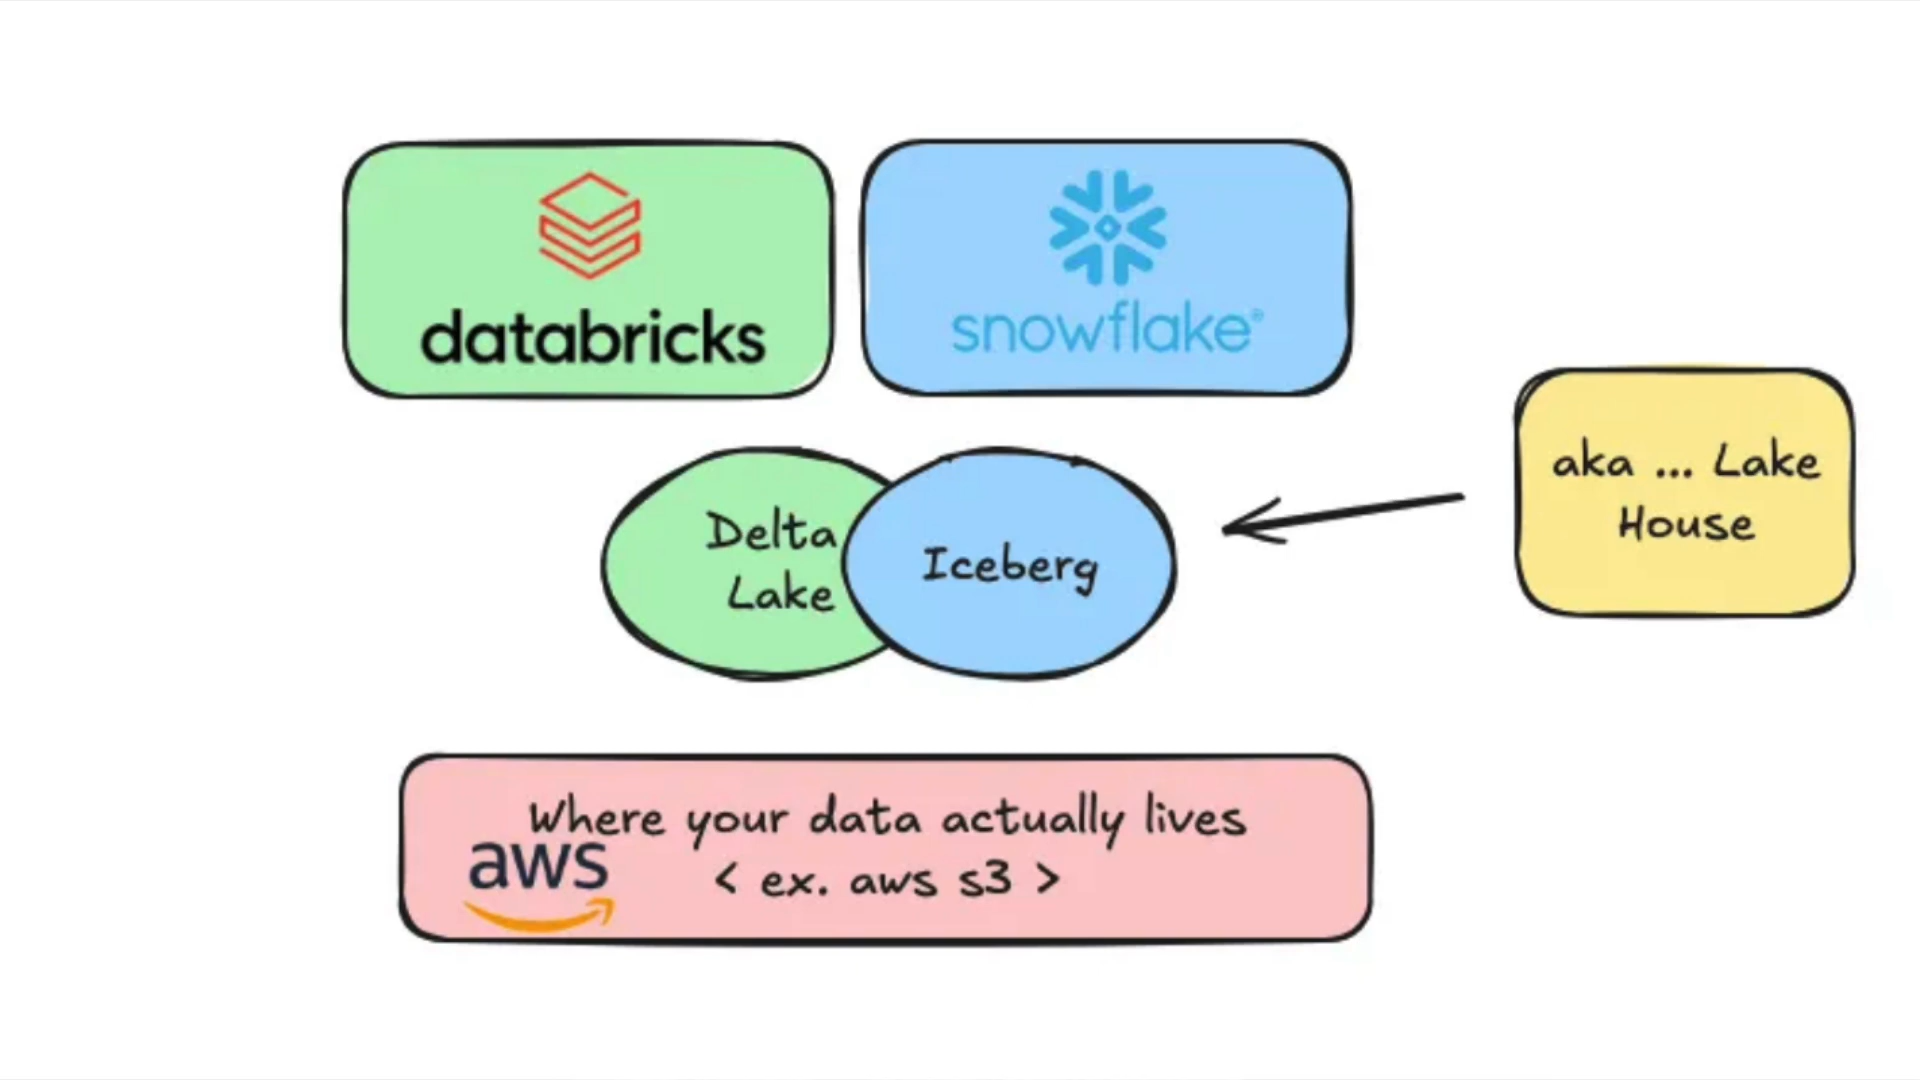 databricks
snowflake®
aka ... Lake
House
Delta
Lake
Iceberg
Where your data actually lives
aws
< ex. aws s3 >